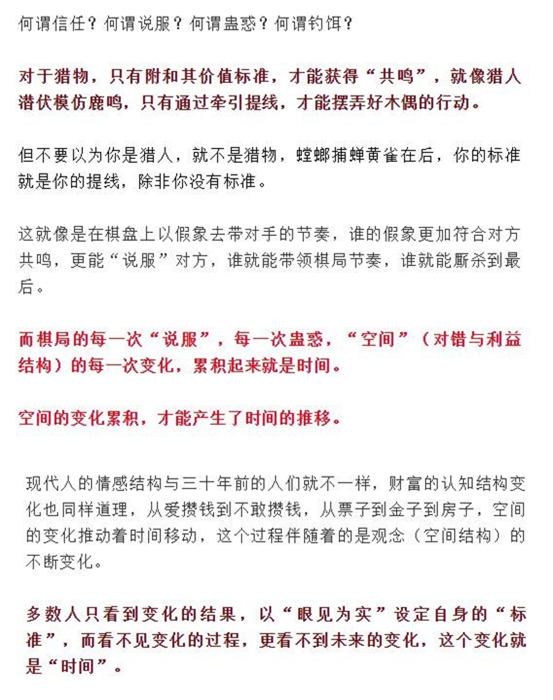 何谓信任？何谓说服？何谓蛊惑？何谓钓饵？
对于猎物，只有附和其价值标准，才能获得“共鸣”，就像猎人
潜伏模仿鹿鸣，只有通过牵引提线，才能摆弄好木偶的行动。
但不要以为你是猎人，就不是猎物，螳螂捕蝉黄雀在后，你的标准
就是你的提线，除非你没有标准。
这就像是在棋盘上以假象去带对手的节奏，谁的假象更加符合对方
共鸣，更能“说服”对方，谁就能带领棋局节奏，谁就能厮杀到最
后。
而棋局的每一次“说服”，每一次蛊惑，“空间”（对错与利益
结构）的每一次变化，累积起来就是时间。
空间的变化累积，才能产生了时间的推移。
现代人的情感结构与三十年前的人们就不一样，财富的认知结构变
化也同样道理，从爱攒钱到不敢攒钱，从票子到金子到房子，空间
的变化推动着时间移动，这个过程伴随着的是观念（空间结构）的
不断变化。
多数人只看到变化的结果，以“眼见为实”设定自身的“标
准”，而看不见变化的过程，更看不到未来的变化，这个变化就
是“时间”。